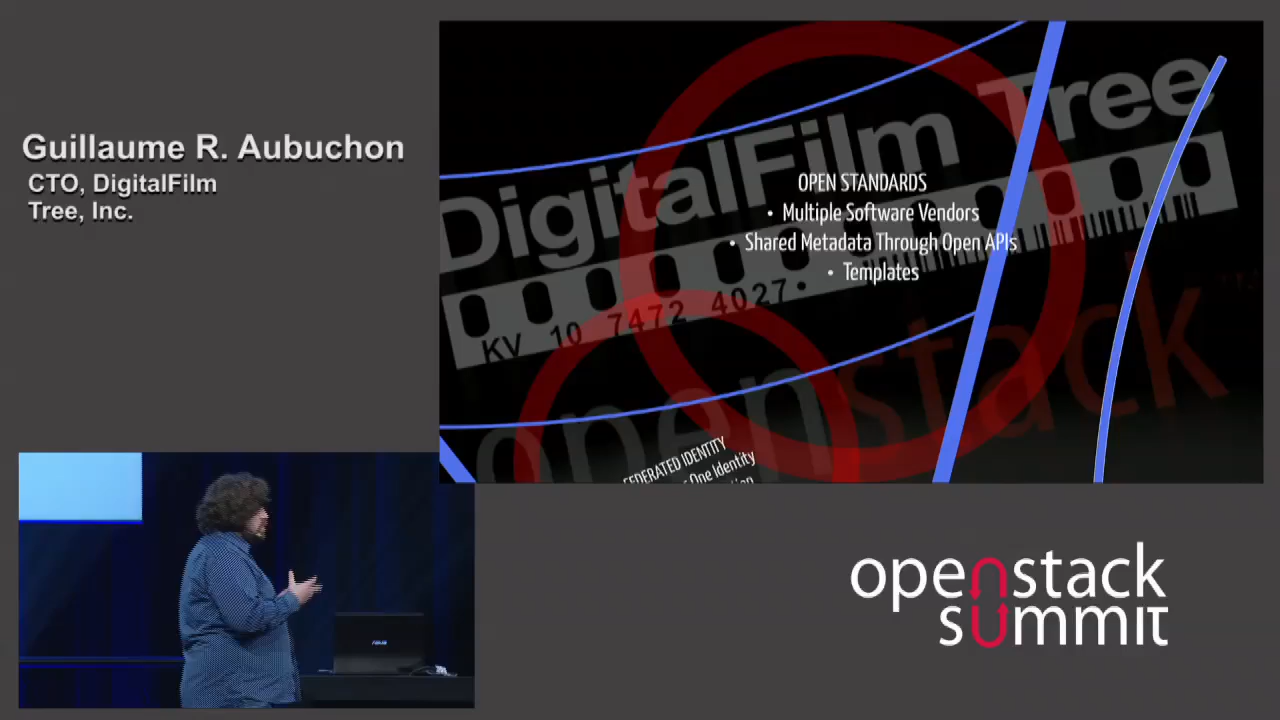 Guillaume R. Aubuchon
CTO, DigitalFilm
Tree, Inc.
DigitalFilm Tree
OPEN STANDARDS
• Multiple Software Vendors
• Shared Metadata Through Open APIs
• Templates
KV 10 7472 4027•
openstack
FEDERATED IDENTITY
One Identity
ASUS
openstack
summit